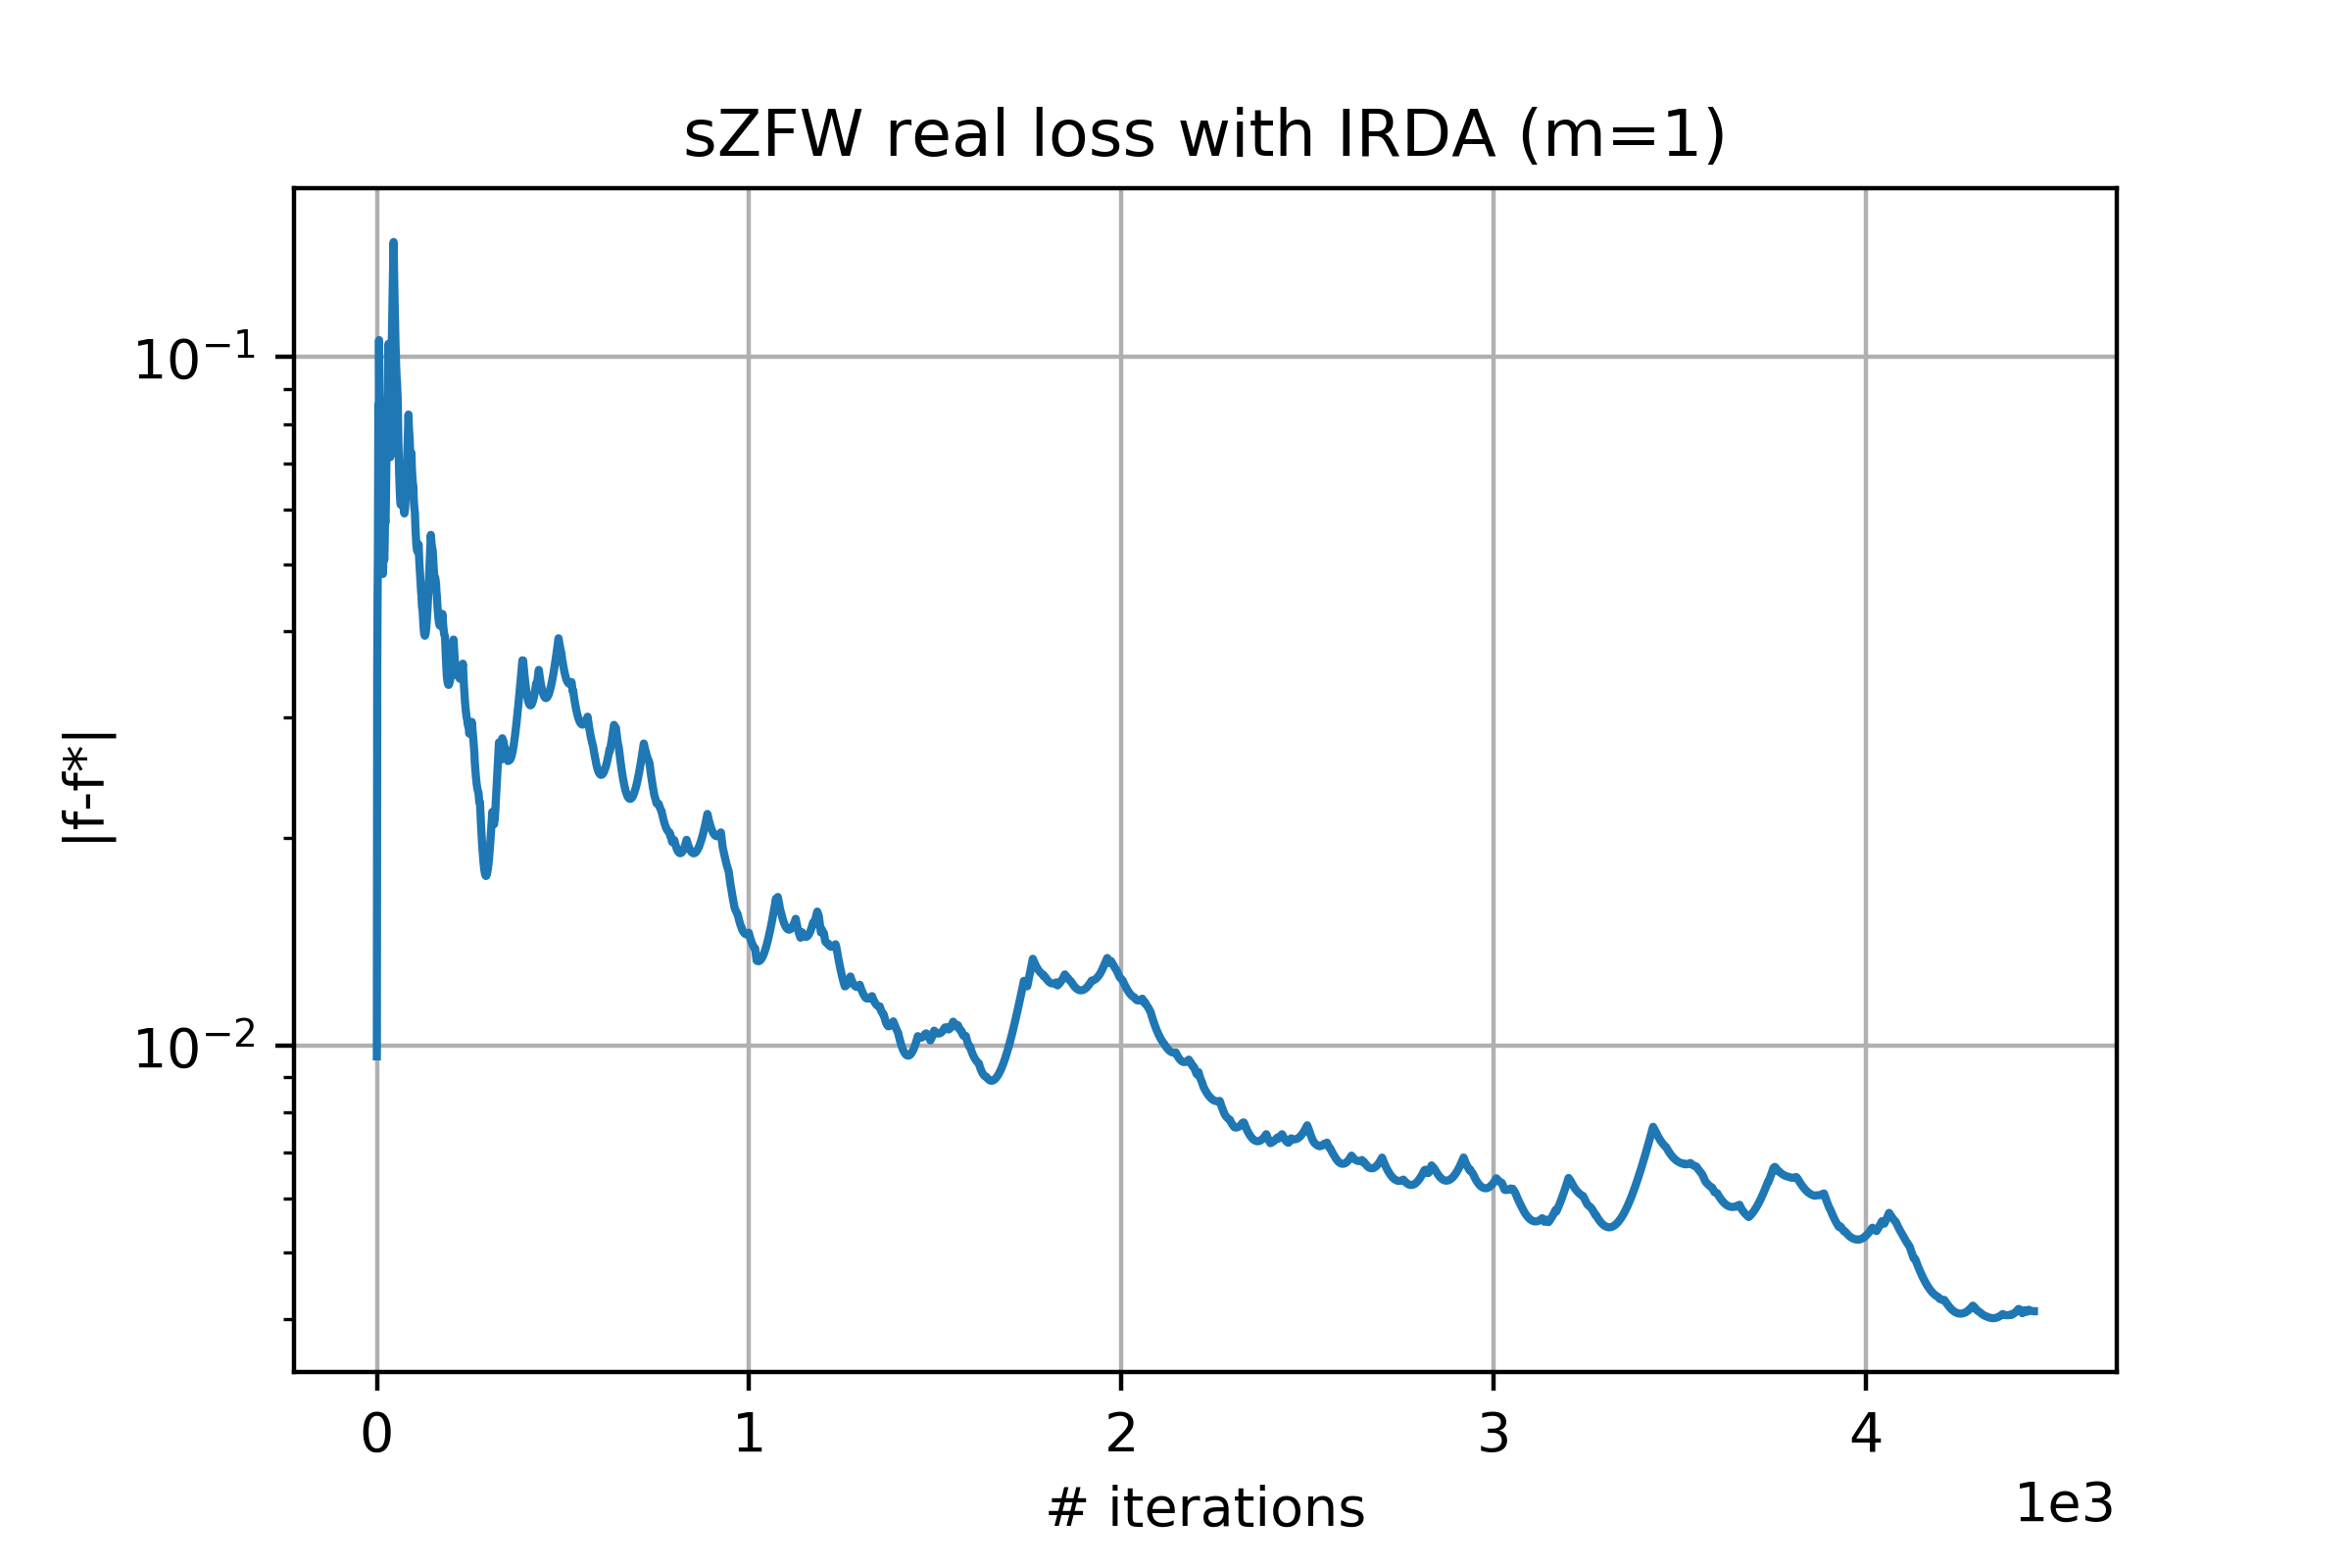 sZFW real loss with IRDA (m=1)
|f-f*|
10⁻¹
10⁻²
0 1 2 3 4
# iterations
1e3